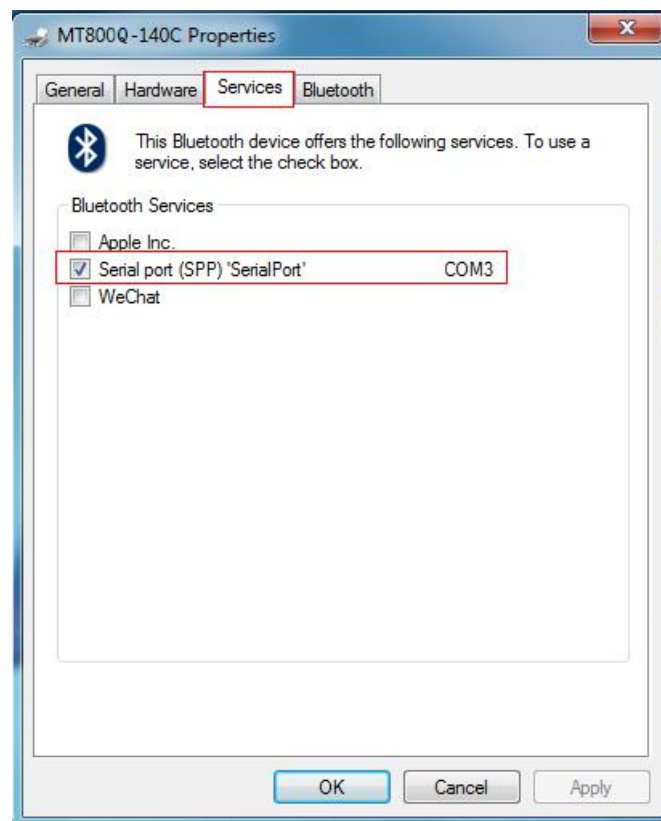 MT800Q-140C Properties
General Hardware Services Bluetooth
This Bluetooth device offers the following services. To use a
service, select the check box.
Bluetooth Services
Apple Inc.
Serial port (SPP) 'SerialPort' COM3
WeChat
OK Cancel Apply